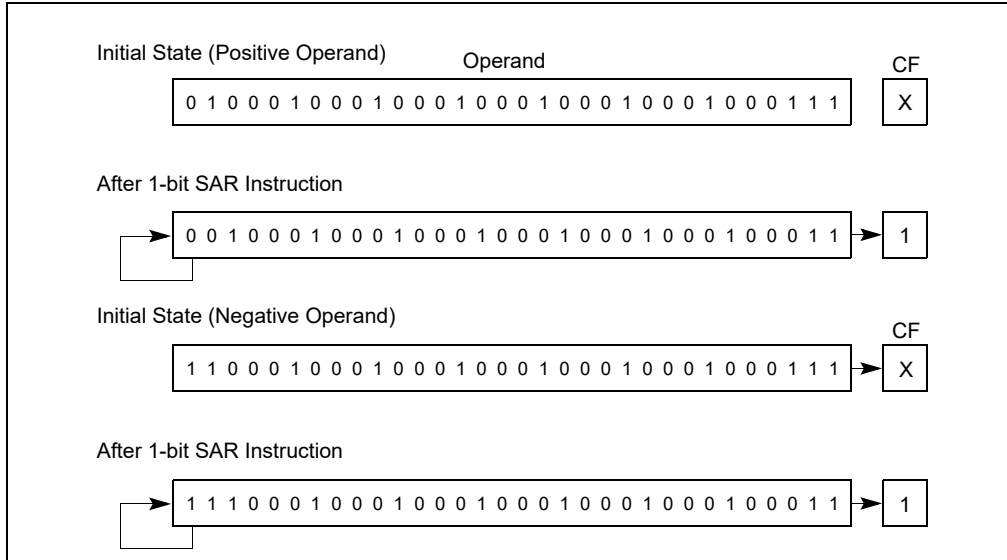 Initial State (Positive Operand)
Operand
CF
0 1 0 0 0 1 0 0 0 1 0 0 0 1 0 0 0 1 0 0 0 1 0 0 0 1 0 0 0 1 1 1
X
After 1-bit SAR Instruction
0 0 1 0 0 0 1 0 0 0 1 0 0 0 1 0 0 0 1 0 0 0 1 0 0 0 1 0 0 0 1 1
1
Initial State (Negative Operand)
CF
1 1 0 0 0 1 0 0 0 1 0 0 0 1 0 0 0 1 0 0 0 1 0 0 0 1 0 0 0 1 1 1
X
After 1-bit SAR Instruction
1 1 1 0 0 0 1 0 0 0 1 0 0 0 1 0 0 0 1 0 0 0 1 0 0 0 1 0 0 0 1 1
1